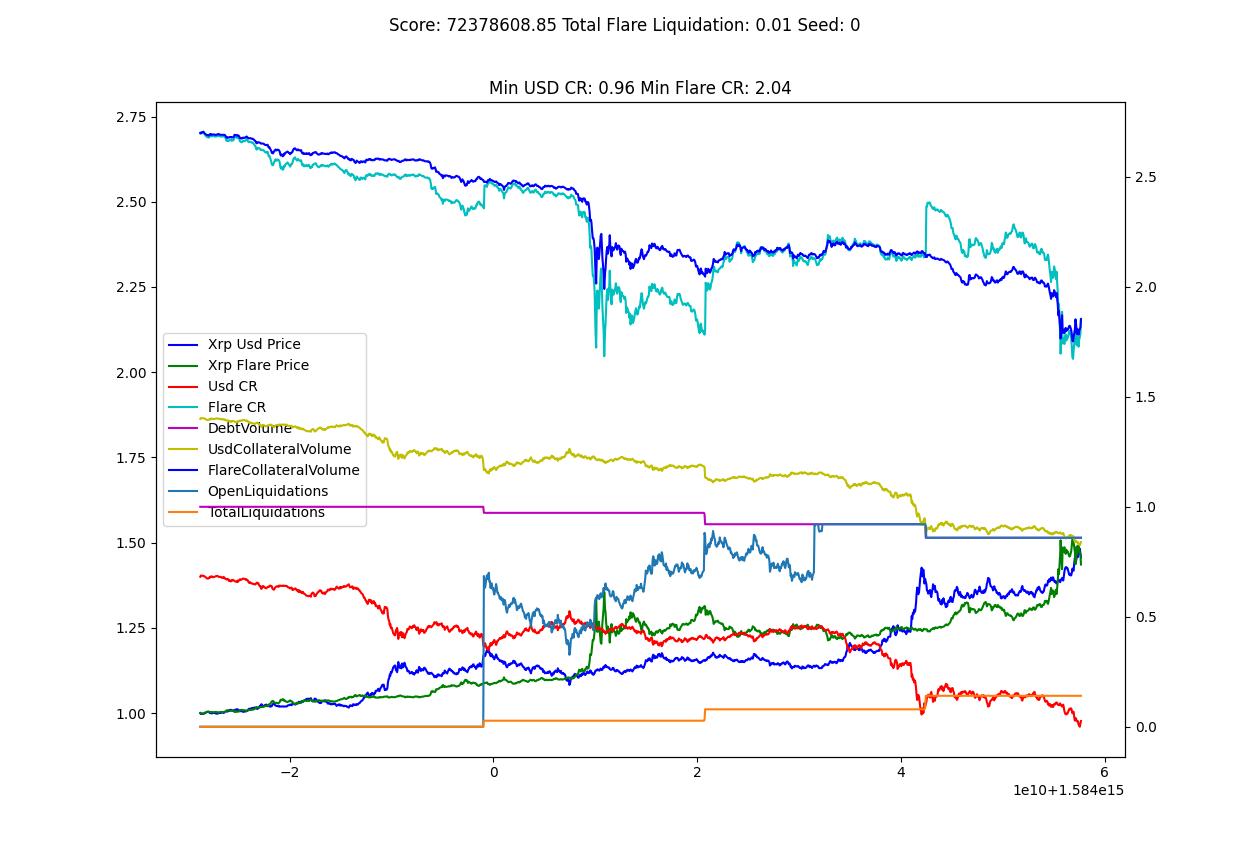 Score: 72378608.85 Total Flare Liquidation: 0.01 Seed: 0
Min USD CR: 0.96 Min Flare CR: 2.04
2.75
2.50
2.25
2.00
1.75
1.50
1.25
1.00
2.5
2.0
1.5
1.0
0.5
0.0
Xrp Usd Price
Xrp Flare Price
Usd CR
Flare CR
DebtVolume
UsdCollateralVolume
FlareCollateralVolume
OpenLiquidations
TotalLiquidations
−2 0 2 4 6
1e10+1.584e15